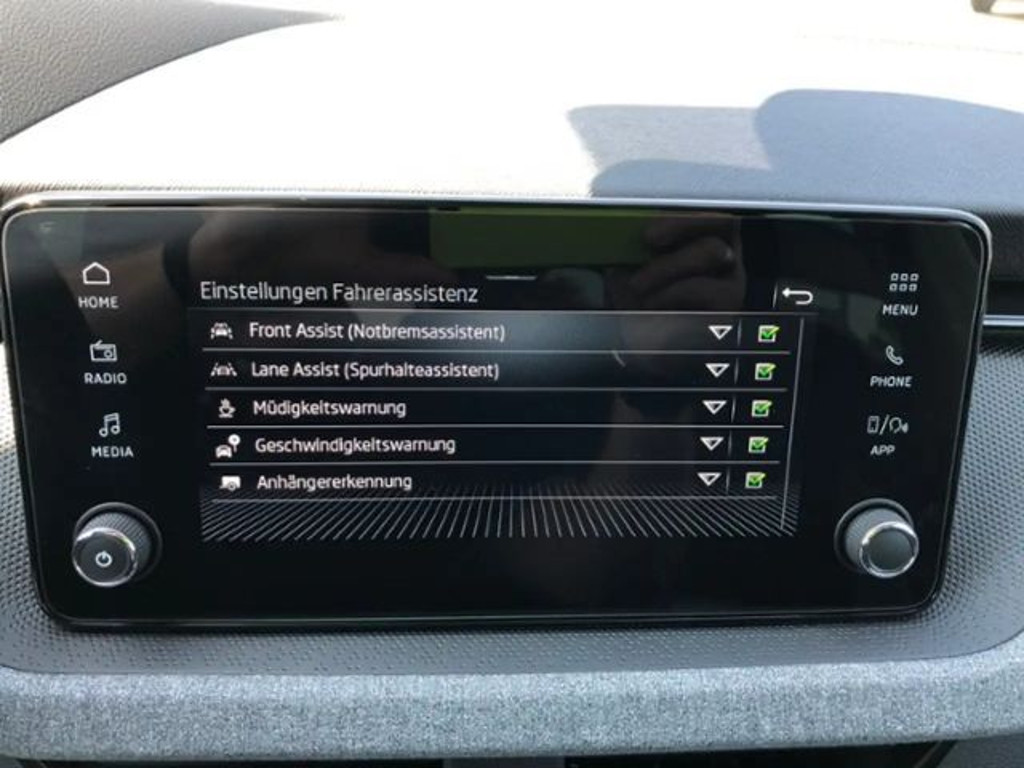 Einstellungen Fahrerassistenz
Front Assist (Notbremsassistent)
Lane Assist (Spurhalteassistent)
Müdigkeitswarnung
Geschwindigkeitswarnung
Anhängererkennung
HOME
RADIO
MEDIA
MENU
PHONE
APP